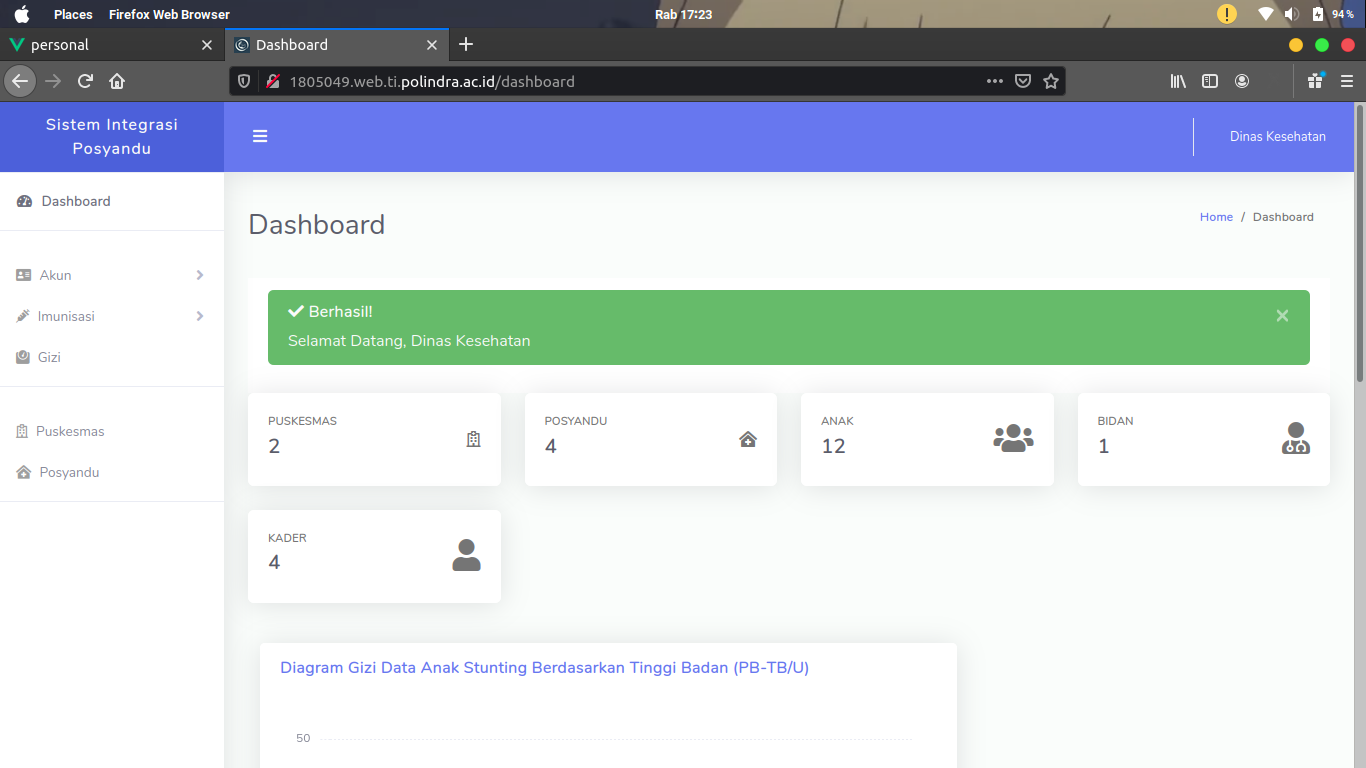 Places Firefox Web Browser Rab 17:23 94%
personal Dashboard
1805049.web.ti.polindra.ac.id/dashboard
Sistem Integrasi
Posyandu
Dinas Kesehatan
Dashboard
Akun
Imunisasi
Gizi
Puskesmas
Posyandu
Dashboard
Home / Dashboard
Berhasil!
Selamat Datang, Dinas Kesehatan
PUSKESMAS
2
POSYANDU
4
ANAK
12
BIDAN
1
KADER
4
Diagram Gizi Data Anak Stunting Berdasarkan Tinggi Badan (PB-TB/U)
50